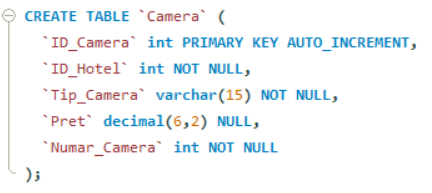 CREATE TABLE `Camera` (
`ID_Camera` int PRIMARY KEY AUTO_INCREMENT,
`ID_Hotel` int NOT NULL,
`Tip_Camera` varchar(15) NOT NULL,
`Pret` decimal(6,2) NULL,
`Numar_Camera` int NOT NULL
);